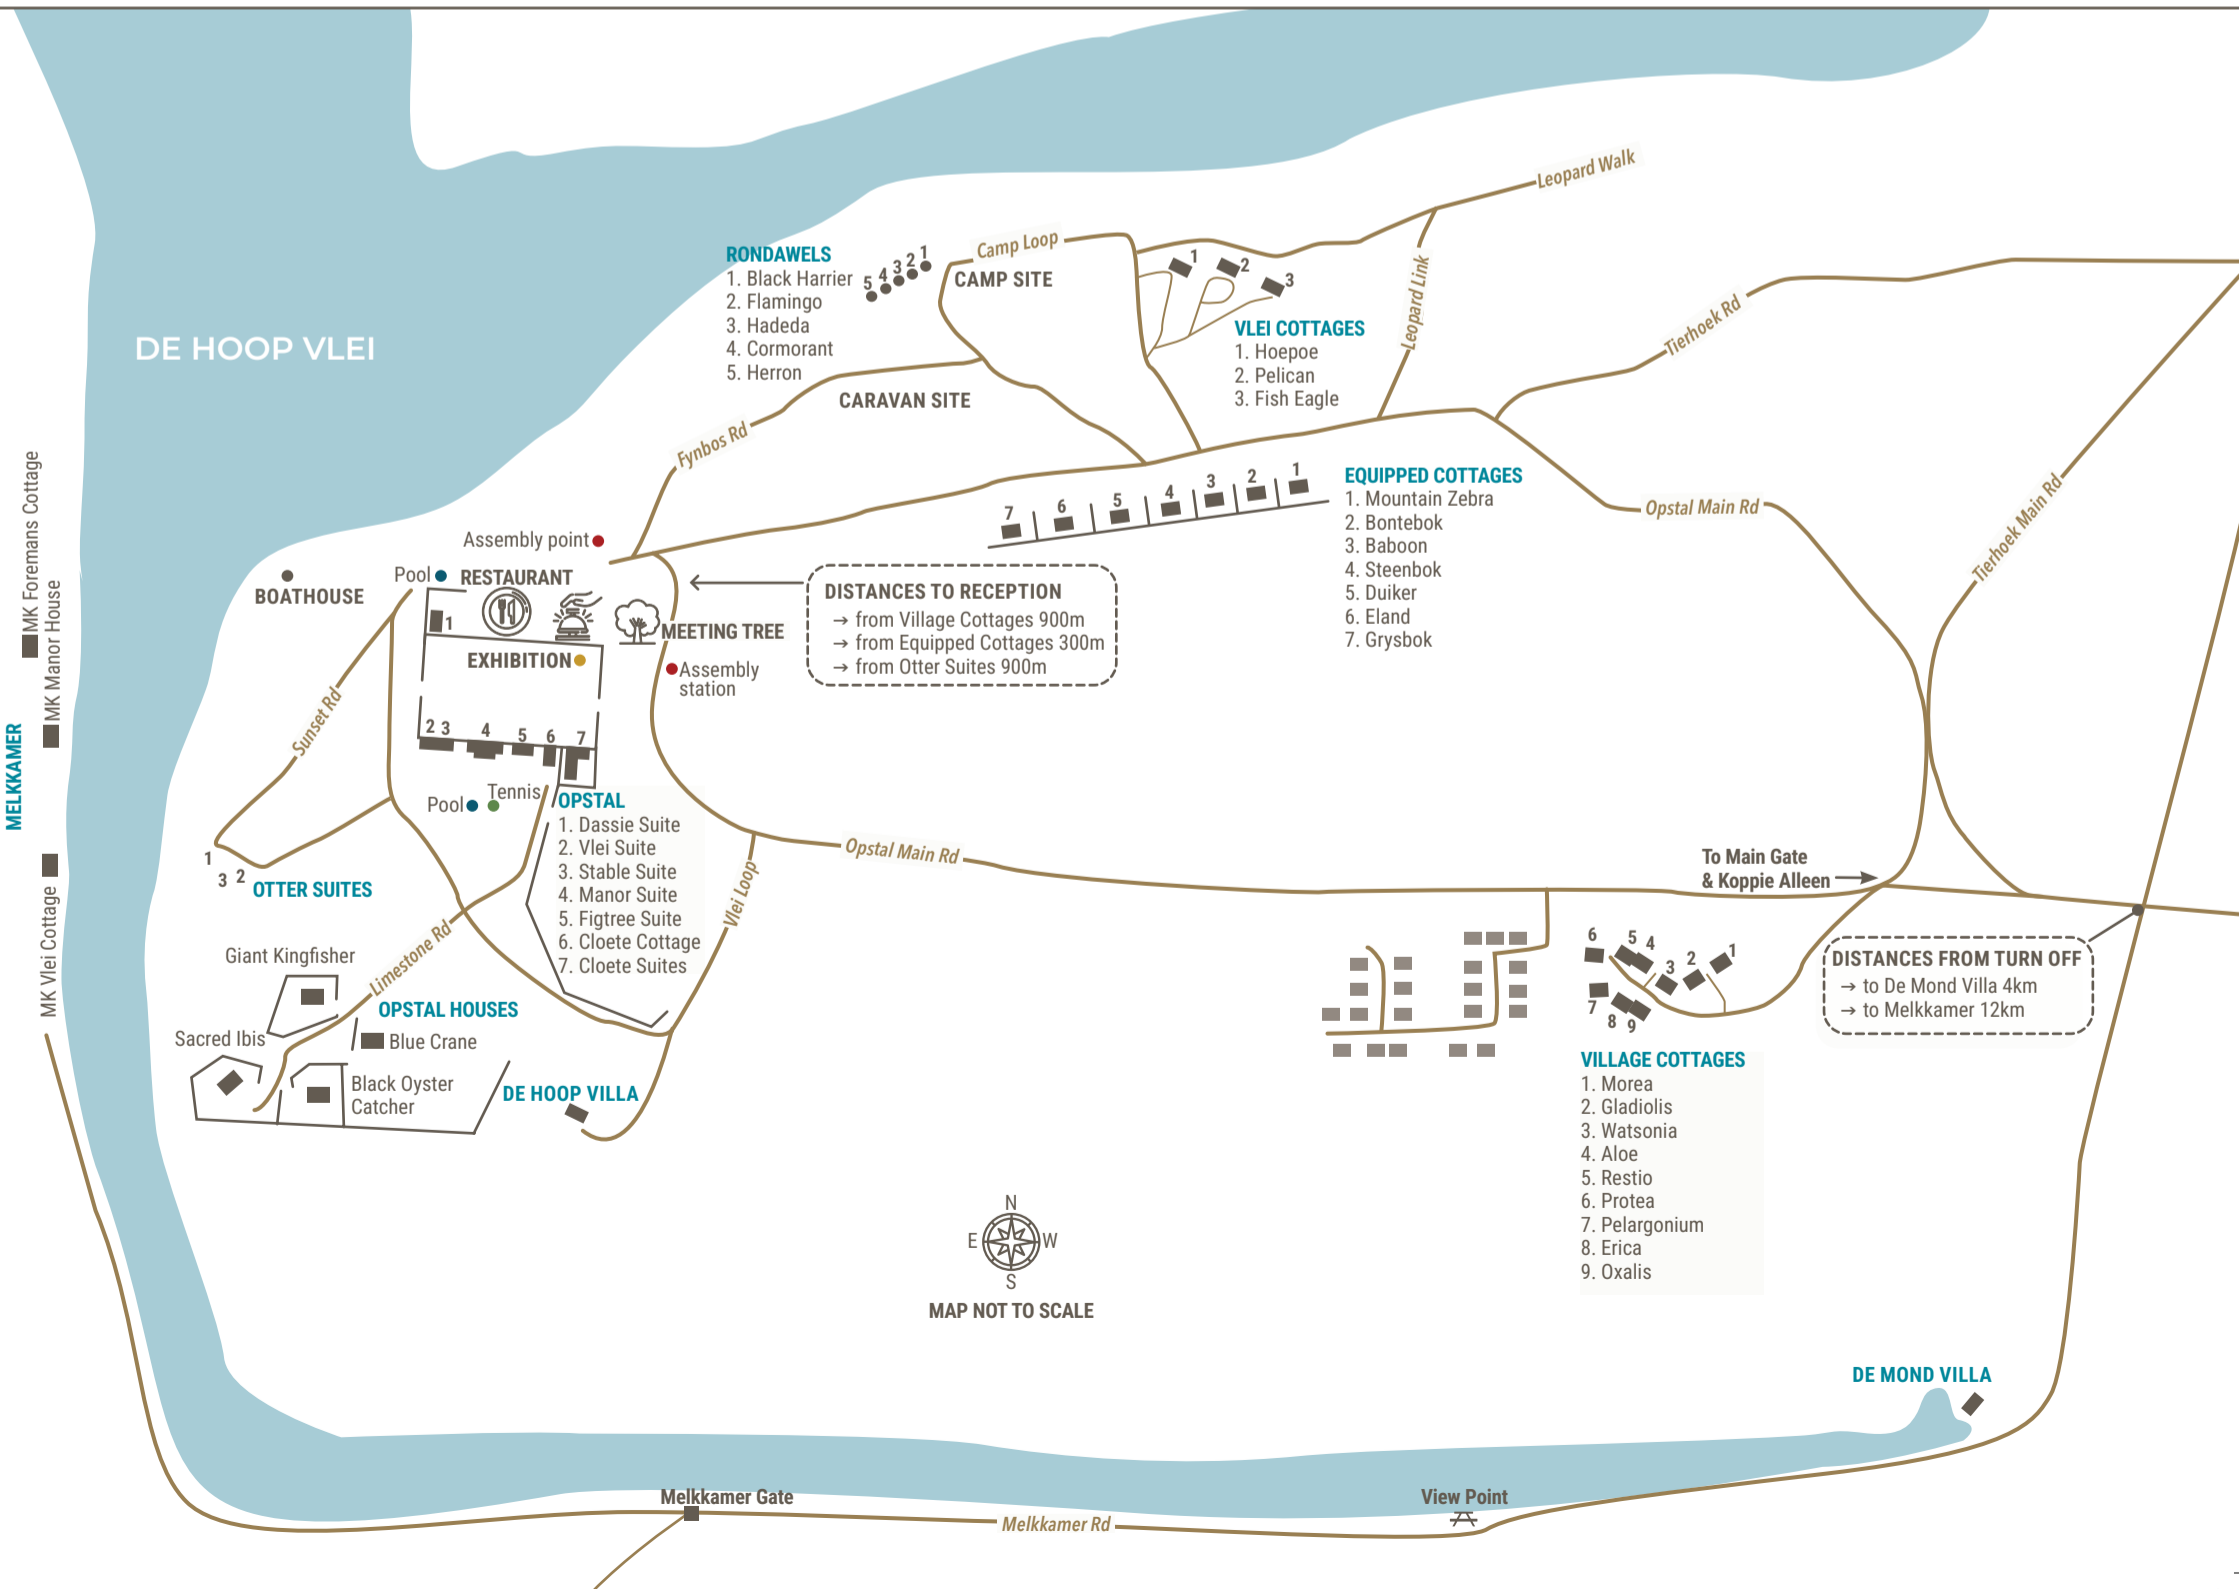 Leopard Walk
Camp Loop
RONDAWELS
1. Black Harrier
2. Flamingo
3. Hadeda
4. Cormorant
5. Herron
5 4 3 2 1
CAMP SITE
1
2
3
VLEI COTTAGES
1. Hoepoe
2. Pelican
3. Fish Eagle
Leopard Link
Tierhoek Rd
DE HOOP VLEI
CARAVAN SITE
Fynbos Rd
7 6 5 4 3 2 1
EQUIPPED COTTAGES
1. Mountain Zebra
2. Bontebok
3. Baboon
4. Steenbok
5. Duiker
6. Eland
7. Grysbok
Opstal Main Rd
Tierhoek Main Rd
MK Foremans Cottage
MK Manor House
MELKKAMER
MK Vlei Cottage
Assembly point
BOATHOUSE
Pool
RESTAURANT
1
EXHIBITION
MEETING TREE
Assembly
station
DISTANCES TO RECEPTION
→ from Village Cottages 900m
→ from Equipped Cottages 300m
→ from Otter Suites 900m
Sunset Rd
2 3 4 5 6 7
Pool
Tennis
OPSTAL
1. Dassie Suite
2. Vlei Suite
3. Stable Suite
4. Manor Suite
5. Figtree Suite
6. Cloete Cottage
7. Cloete Suites
1
3 2
OTTER SUITES
Opstal Main Rd
Vlei Loop
To Main Gate
& Koppie Alleen
Limestone Rd
Giant Kingfisher
OPSTAL HOUSES
Sacred Ibis
Blue Crane
Black Oyster
Catcher
DE HOOP VILLA
6 5 4 3 2 1
7 8 9
DISTANCES FROM TURN OFF
→ to De Mond Villa 4km
→ to Melkkamer 12km
VILLAGE COTTAGES
1. Morea
2. Gladiolis
3. Watsonia
4. Aloe
5. Restio
6. Protea
7. Pelargonium
8. Erica
9. Oxalis
N
E W
S
MAP NOT TO SCALE
DE MOND VILLA
Melkkamer Gate
View Point
Melkkamer Rd